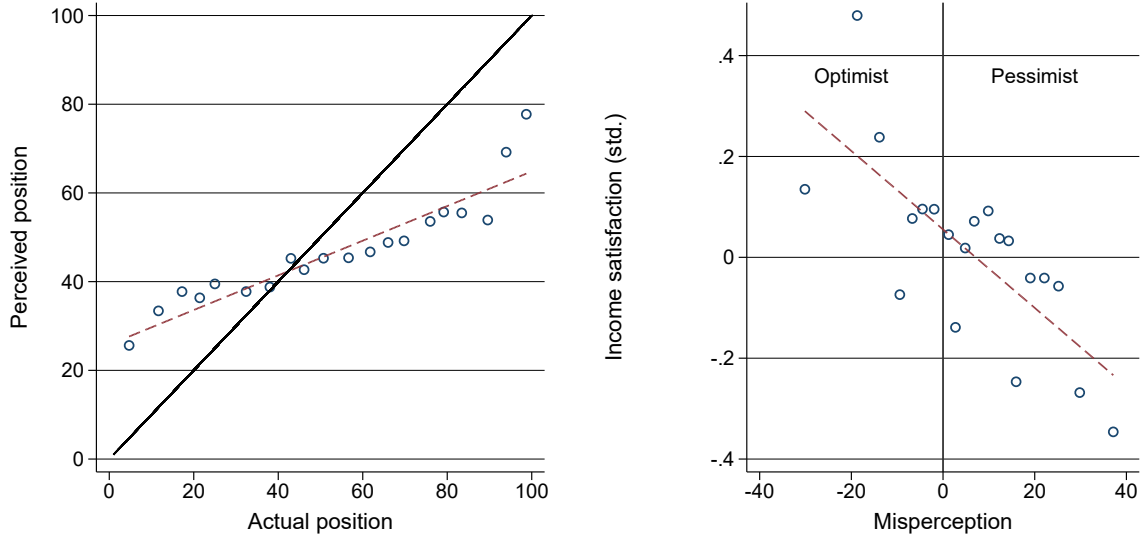 100
80
60
40
20
0
Perceived position
0 20 40 60 80 100
Actual position
.4
.2
0
-.2
-.4
Income satisfaction (std.)
Optimist Pessimist
-40 -20 0 20 40
Misperception